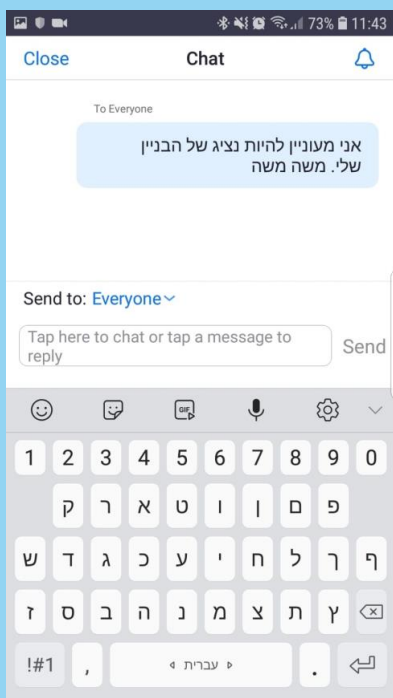 73% 11:43
Close Chat
To Everyone
אני מעוניין להיות נציג של הבניין
שלי. משה משה
Send to: Everyone
Tap here to chat or tap a message to
reply
Send
GIF
1 2 3 4 5 6 7 8 9 0
ק ר א ט ו ן ם פ
ש ד ג כ ע י ח ל ך ף
ז ס ב ה נ מ צ ת ץ
!#1 , עברית .